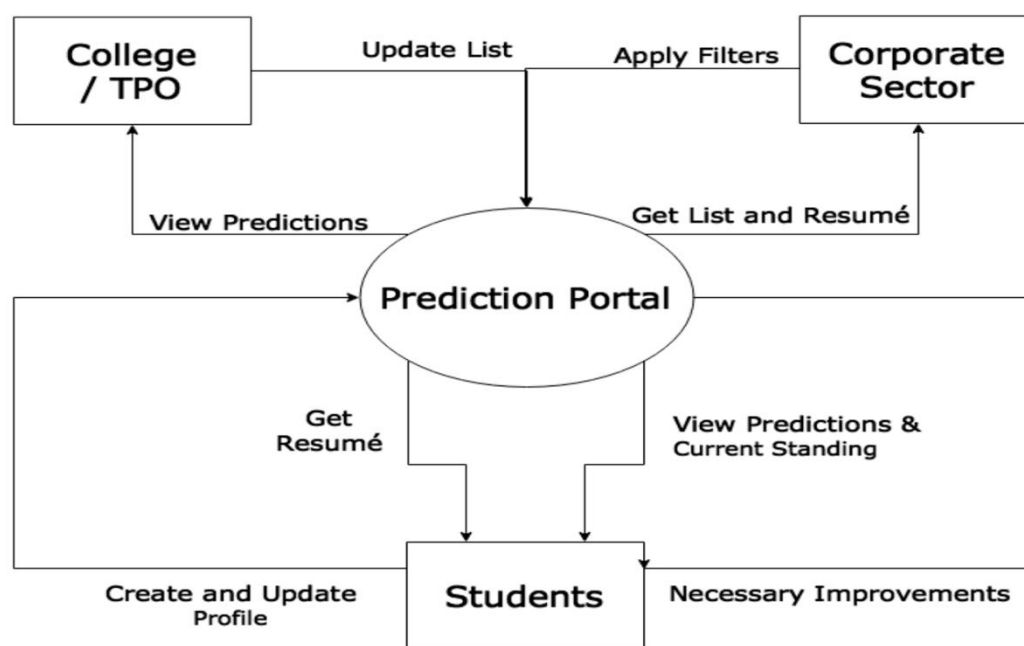 College
/ TPO
Update List
Apply Filters
Corporate
Sector
View Predictions
Get List and Resumé
Prediction Portal
Get
Resumé
View Predictions &
Current Standing
Create and Update
Profile
Students
Necessary Improvements